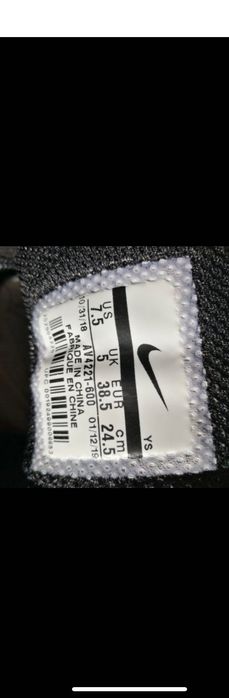 YS
US UK EUR cm
7.5 5 38.5 24.5
10/31/18 AV4221-600 01/12/19
MADE IN CHINA
FABRIQUE EN CHINE